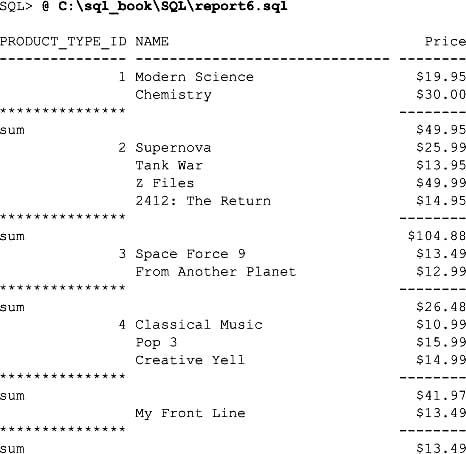 SQL> @ C:\sql_book\SQL\report6.sql
PRODUCT_TYPE_ID NAME                              Price
--------------- ------------------------------ --------
              1 Modern Science                   $19.95
                Chemistry                        $30.00
***************                                --------
sum                                              $49.95
              2 Supernova                        $25.99
                Tank War                         $13.95
                Z Files                          $49.99
                2412: The Return                 $14.95
***************                                --------
sum                                             $104.88
              3 Space Force 9                    $13.49
                From Another Planet              $12.99
***************                                --------
sum                                              $26.48
              4 Classical Music                  $10.99
                Pop 3                            $15.99
                Creative Yell                    $14.99
***************                                --------
sum                                              $41.97
                My Front Line                    $13.49
***************                                --------
sum                                              $13.49